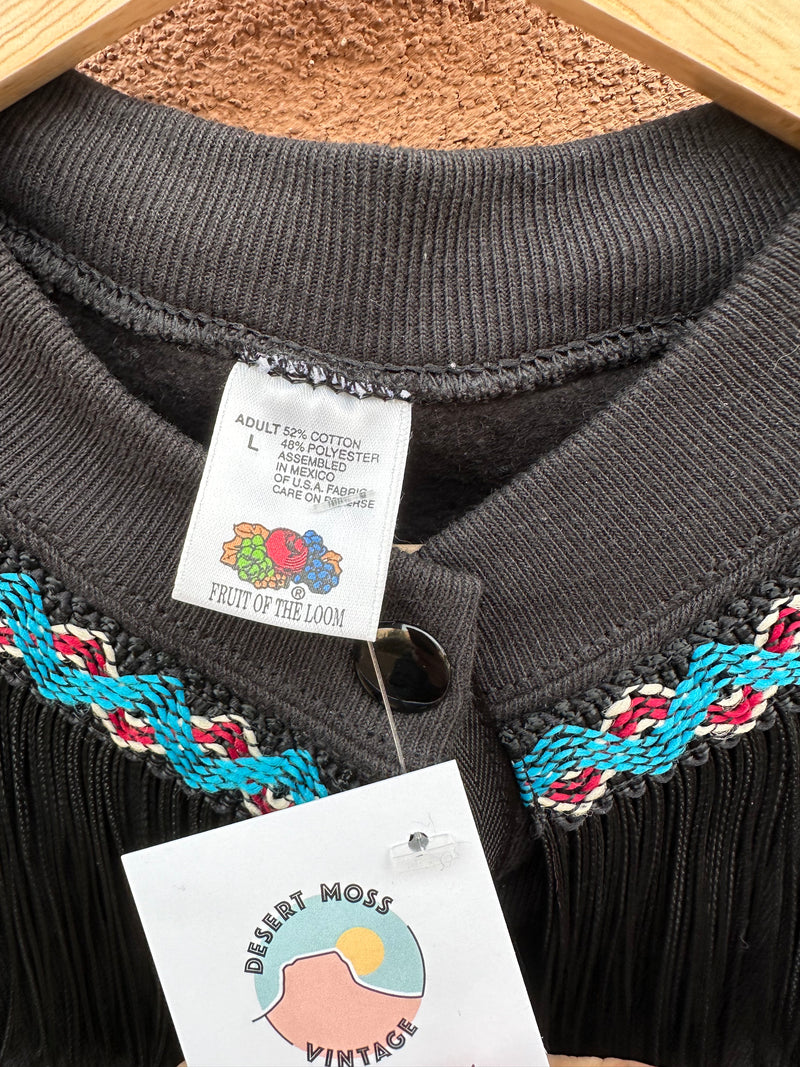 ADULT 52% COTTON
L 48% POLYESTER
ASSEMBLED
IN MEXICO
OF U.S.A. FABRIC
CARE ON REVERSE
®
FRUIT OF THE LOOM
DESERT MOSS
VINTAGE